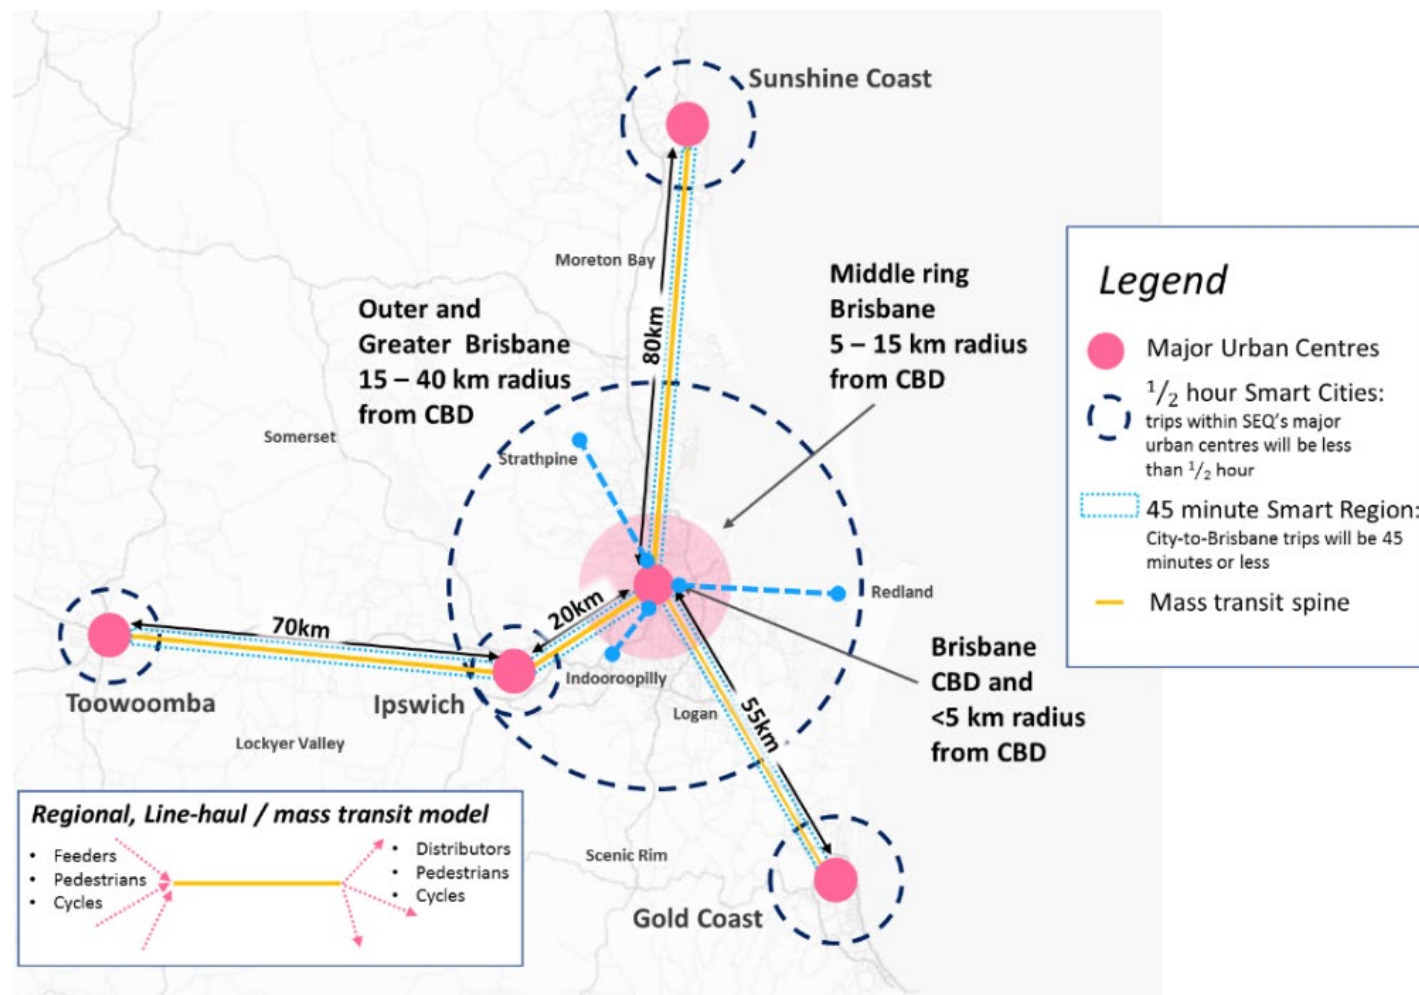 Sunshine Coast
Moreton Bay
80km
Outer and
Greater Brisbane
15 – 40 km radius
from CBD
Middle ring
Brisbane
5 – 15 km radius
from CBD
Somerset
Strathpine
Redland
70km
20km
55km
Toowoomba
Ipswich
Indooroopilly
Logan
Lockyer Valley
Brisbane
CBD and
<5 km radius
from CBD
Scenic Rim
Gold Coast
Legend
Major Urban Centres
1/2 hour Smart Cities:
trips within SEQ's major
urban centres will be less
than 1/2 hour
45 minute Smart Region:
City-to-Brisbane trips will be 45
minutes or less
Mass transit spine
Regional, Line-haul / mass transit model
• Feeders
• Pedestrians
• Cycles
• Distributors
• Pedestrians
• Cycles